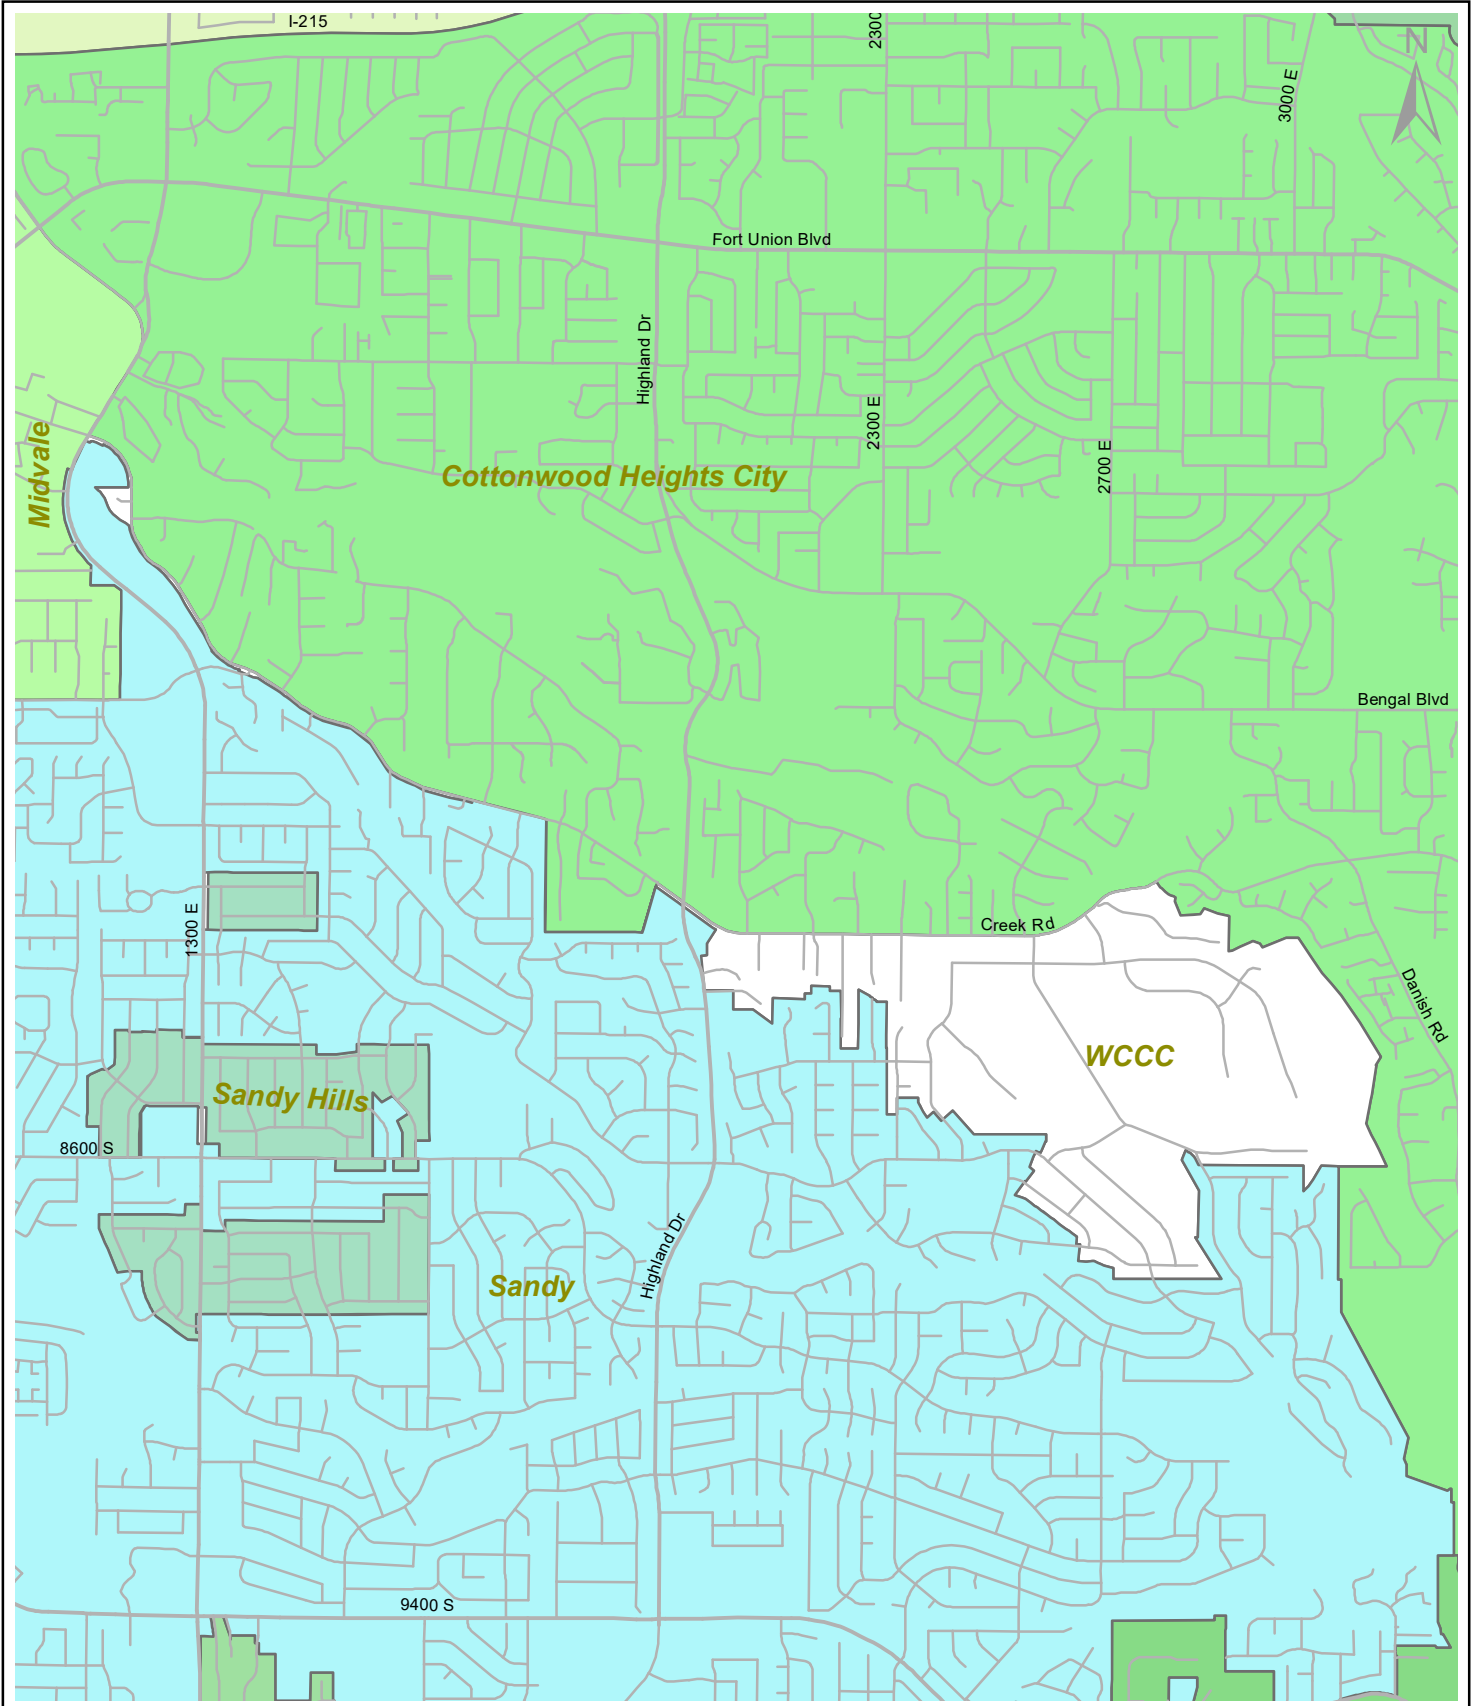 I-215
2300
3000 E
N
Fort Union Blvd
Highland Dr
2300 E
2700 E
Midvale
Cottonwood Heights City
Bengal Blvd
1300 E
Creek Rd
Danish Rd
WCCC
Sandy Hills
8600 S
Highland Dr
Sandy
9400 S